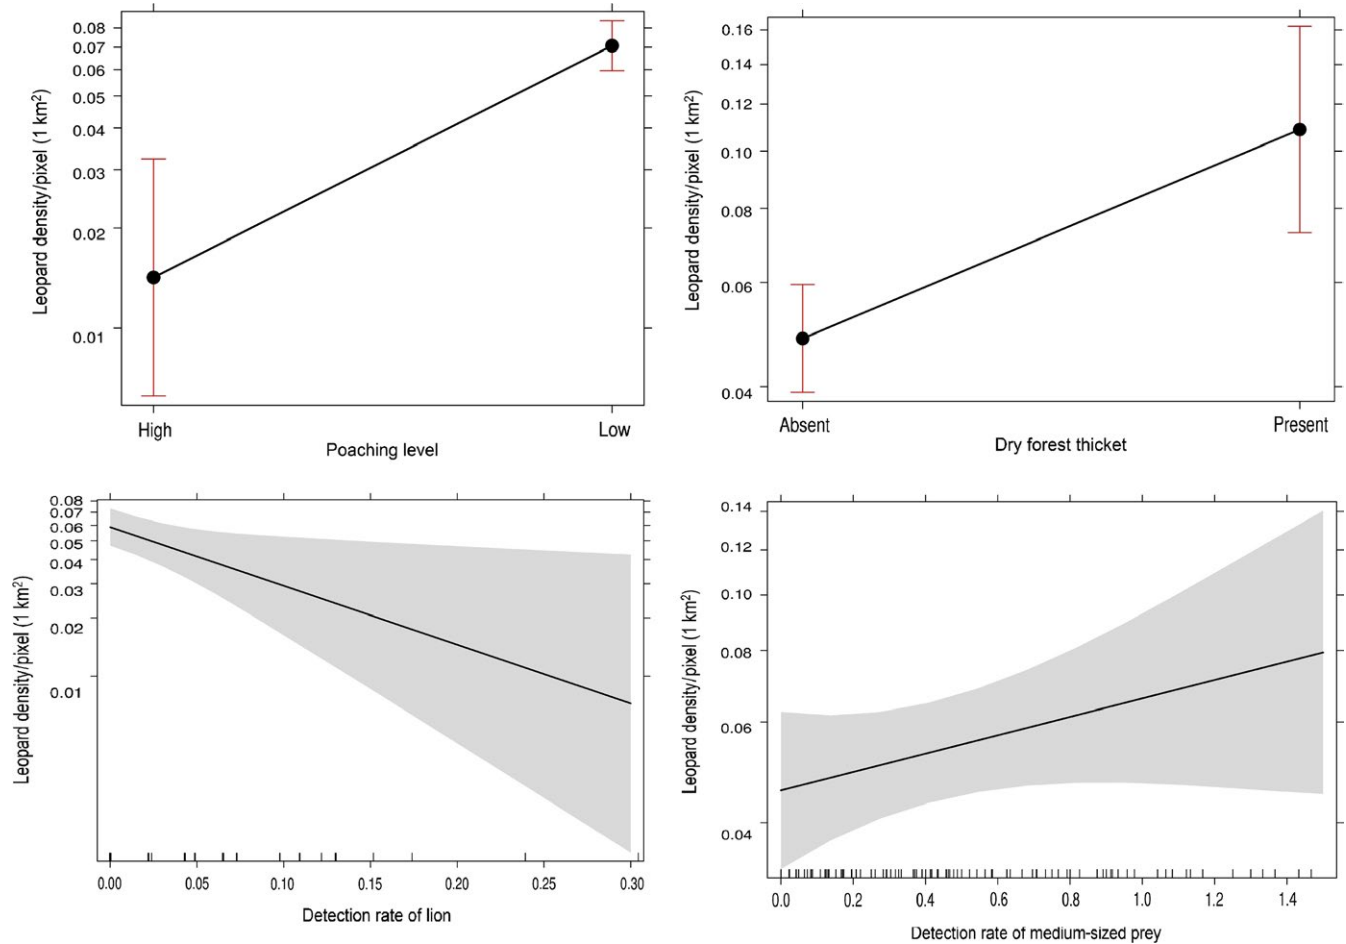 0.08
0.07
0.06
0.05
0.04
0.03
0.02
0.01
Leopard density/pixel (1 km²)
High
Low
Poaching level
0.16
0.14
0.12
0.10
0.08
0.06
0.04
Leopard density/pixel (1 km²)
Absent
Present
Dry forest thicket
0.08
0.07
0.06
0.05
0.04
0.03
0.02
0.01
Leopard density/pixel (1 km²)
0.00 0.05 0.10 0.15 0.20 0.25 0.30
Detection rate of lion
0.14
0.12
0.10
0.08
0.06
0.04
Leopard density/pixel (1 km²)
0.0 0.2 0.4 0.6 0.8 1.0 1.2 1.4
Detection rate of medium-sized prey